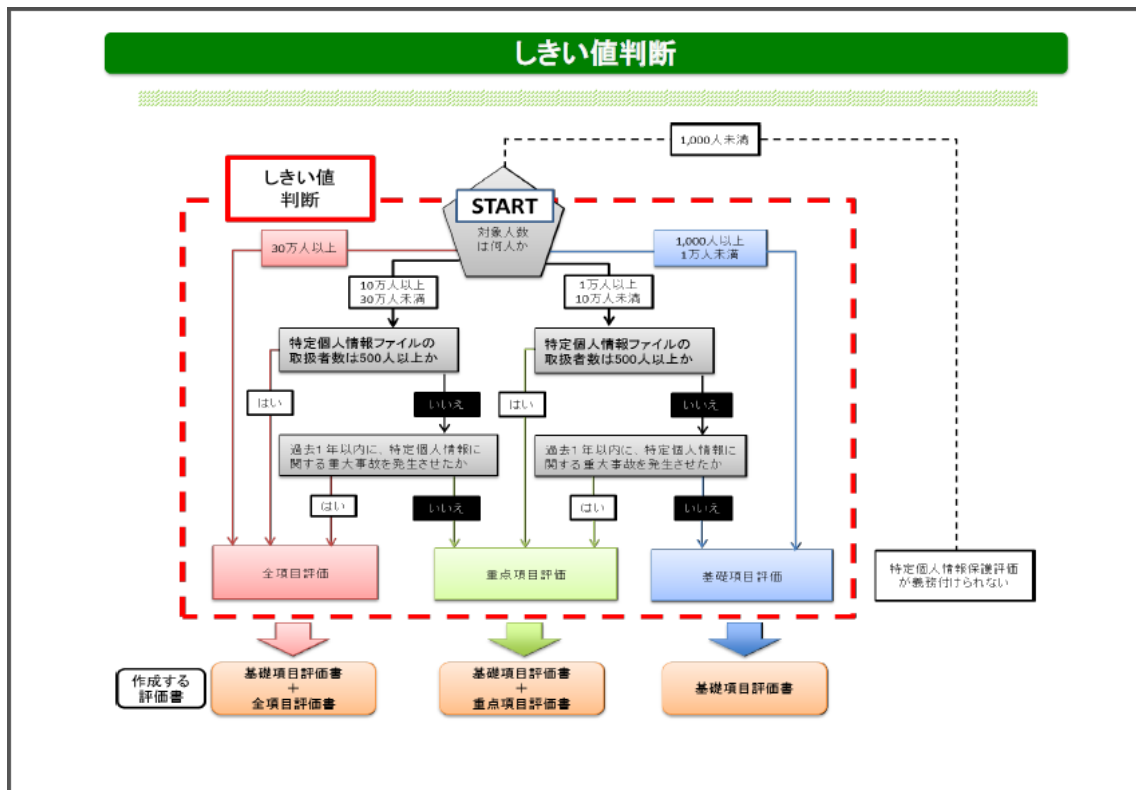 しきい値判断
1,000人未満
しきい値
判断
START
対象人数
は何人か
30万人以上
1,000人以上
1万人未満
10万人以上
30万人未満
1万人以上
10万人未満
特定個人情報ファイルの
取扱者数は500人以上か
特定個人情報ファイルの
取扱者数は500人以上か
はい
いいえ
はい
いいえ
過去1年以内に、特定個人情報に
関する重大事故を発生させたか
過去1年以内に、特定個人情報に
関する重大事故を発生させたか
はい
いいえ
はい
いいえ
全項目評価
重点項目評価
基礎項目評価
特定個人情報保護評価
が義務付けられない
作成する
評価書
基礎項目評価書
+
全項目評価書
基礎項目評価書
+
重点項目評価書
基礎項目評価書